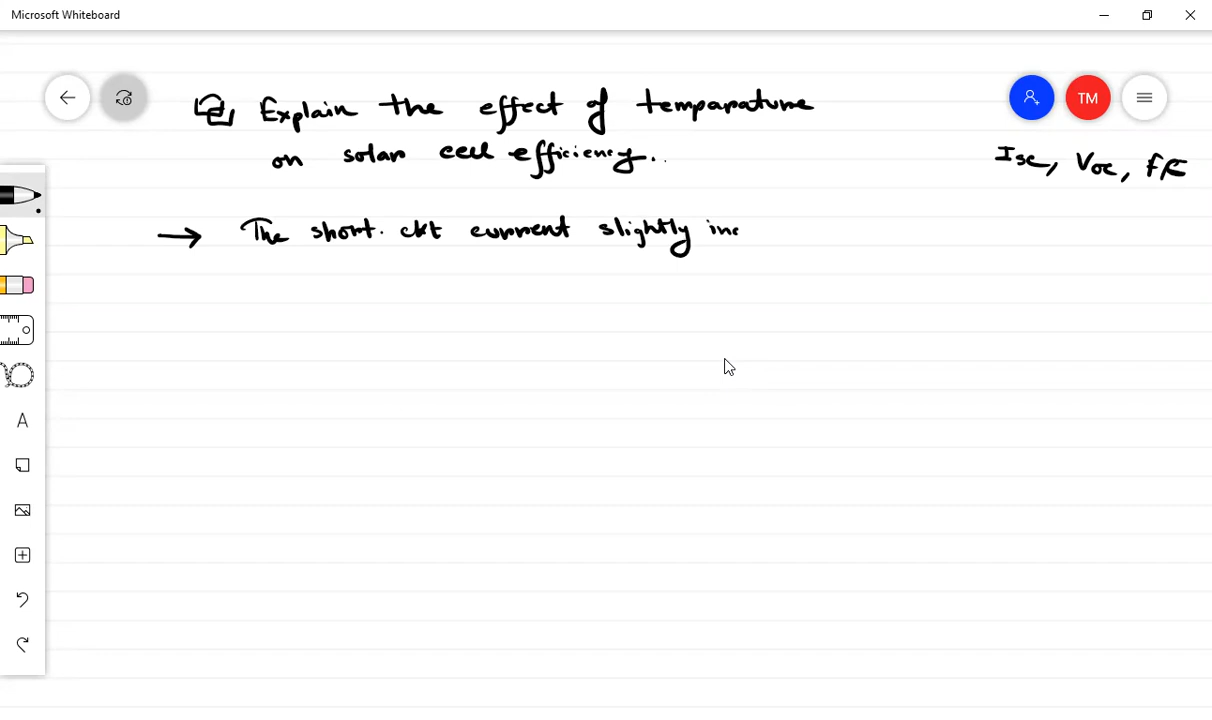 Microsoft Whiteboard
Explain the effect of temparature
on solar cell efficiency..
Isc, Voc, FF
TM
→ The short. ckt current slightly inc
A